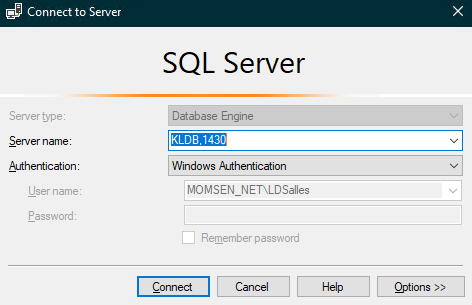 Connect to Server
SQL Server
Server type: Database Engine
Server name: KLDB,1430
Authentication: Windows Authentication
User name: MOMSEN_NET\LDSalles
Password:
Remember password
Connect Cancel Help Options >>